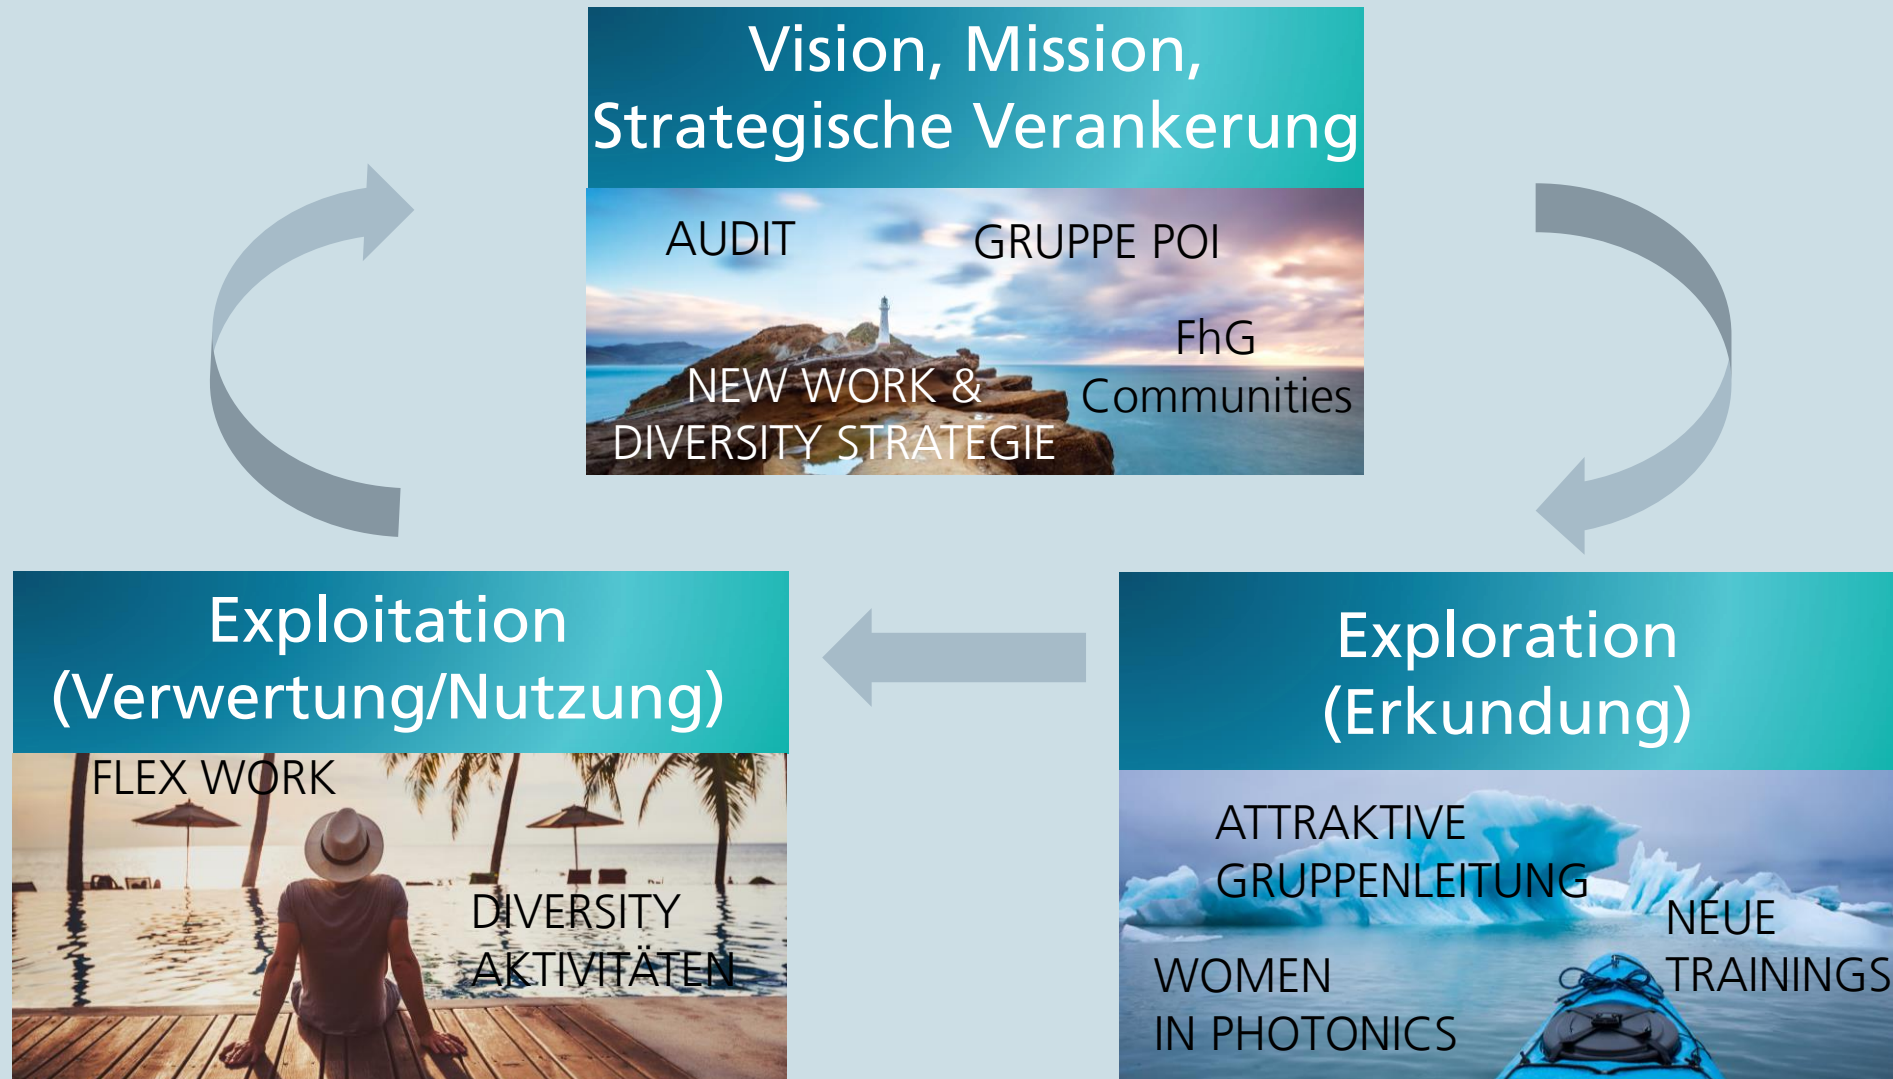 Vision, Mission,
Strategische Verankerung
AUDIT
GRUPPE POI
FhG
Communities
NEW WORK &
DIVERSITY STRATEGIE
Exploitation
(Verwertung/Nutzung)
FLEX WORK
DIVERSITY
AKTIVITÄTEN
Exploration
(Erkundung)
ATTRAKTIVE
GRUPPENLEITUNG
NEUE
TRAININGS
WOMEN
IN PHOTONICS